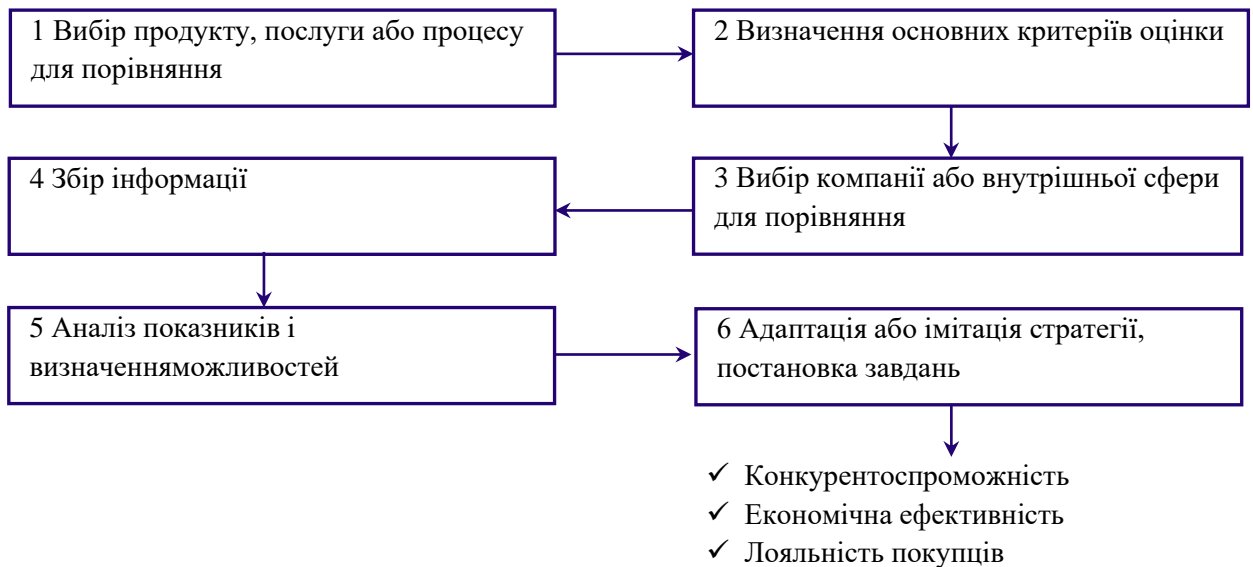 1 Вибір продукту, послуги або процесу
для порівняння
2 Визначення основних критеріїв оцінки
3 Вибір компанії або внутрішньої сфери
для порівняння
4 Збір інформації
5 Аналіз показників і
визначенняможливостей
6 Адаптація або імітація стратегії,
постановка завдань
✓ Конкурентоспроможність
✓ Економічна ефективність
✓ Лояльність покупців